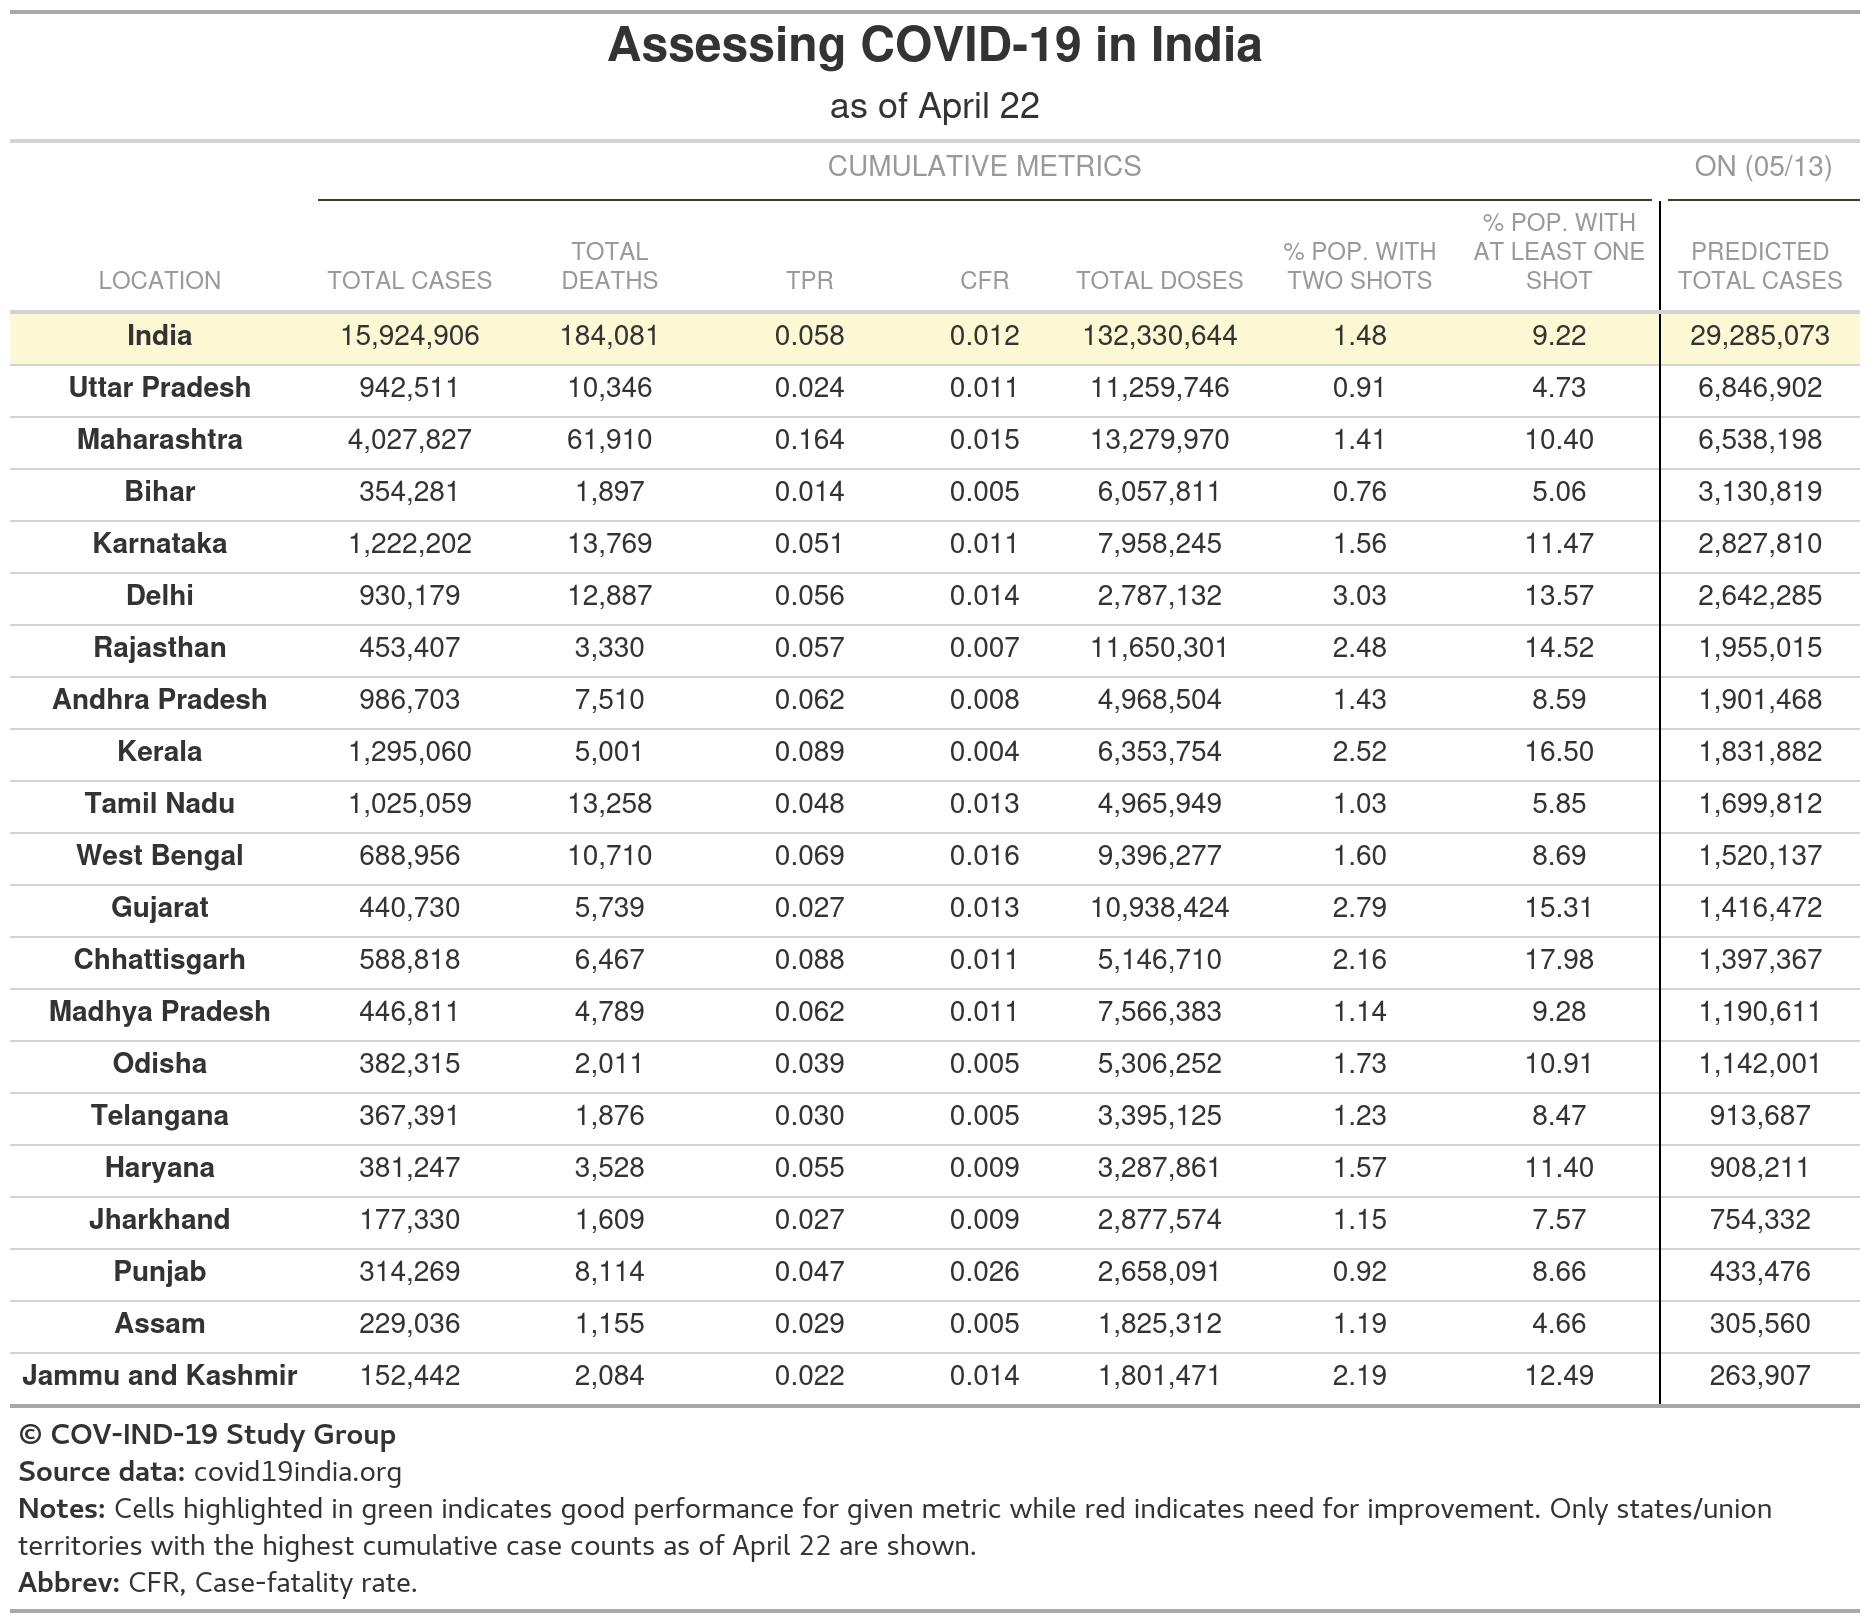 Assessing COVID-19 in India
as of April 22
CUMULATIVE METRICS ON (05/13)
LOCATION TOTAL CASES TOTAL DEATHS TPR CFR TOTAL DOSES % POP. WITH TWO SHOTS % POP. WITH AT LEAST ONE SHOT PREDICTED TOTAL CASES
India 15,924,906 184,081 0.058 0.012 132,330,644 1.48 9.22 29,285,073
Uttar Pradesh 942,511 10,346 0.024 0.011 11,259,746 0.91 4.73 6,846,902
Maharashtra 4,027,827 61,910 0.164 0.015 13,279,970 1.41 10.40 6,538,198
Bihar 354,281 1,897 0.014 0.005 6,057,811 0.76 5.06 3,130,819
Karnataka 1,222,202 13,769 0.051 0.011 7,958,245 1.56 11.47 2,827,810
Delhi 930,179 12,887 0.056 0.014 2,787,132 3.03 13.57 2,642,285
Rajasthan 453,407 3,330 0.057 0.007 11,650,301 2.48 14.52 1,955,015
Andhra Pradesh 986,703 7,510 0.062 0.008 4,968,504 1.43 8.59 1,901,468
Kerala 1,295,060 5,001 0.089 0.004 6,353,754 2.52 16.50 1,831,882
Tamil Nadu 1,025,059 13,258 0.048 0.013 4,965,949 1.03 5.85 1,699,812
West Bengal 688,956 10,710 0.069 0.016 9,396,277 1.60 8.69 1,520,137
Gujarat 440,730 5,739 0.027 0.013 10,938,424 2.79 15.31 1,416,472
Chhattisgarh 588,818 6,467 0.088 0.011 5,146,710 2.16 17.98 1,397,367
Madhya Pradesh 446,811 4,789 0.062 0.011 7,566,383 1.14 9.28 1,190,611
Odisha 382,315 2,011 0.039 0.005 5,306,252 1.73 10.91 1,142,001
Telangana 367,391 1,876 0.030 0.005 3,395,125 1.23 8.47 913,687
Haryana 381,247 3,528 0.055 0.009 3,287,861 1.57 11.40 908,211
Jharkhand 177,330 1,609 0.027 0.009 2,877,574 1.15 7.57 754,332
Punjab 314,269 8,114 0.047 0.026 2,658,091 0.92 8.66 433,476
Assam 229,036 1,155 0.029 0.005 1,825,312 1.19 4.66 305,560
Jammu and Kashmir 152,442 2,084 0.022 0.014 1,801,471 2.19 12.49 263,907
© COV-IND-19 Study Group
Source data: covid19india.org
Notes: Cells highlighted in green indicates good performance for given metric while red indicates need for improvement. Only states/union
territories with the highest cumulative case counts as of April 22 are shown.
Abbrev: CFR, Case-fatality rate.